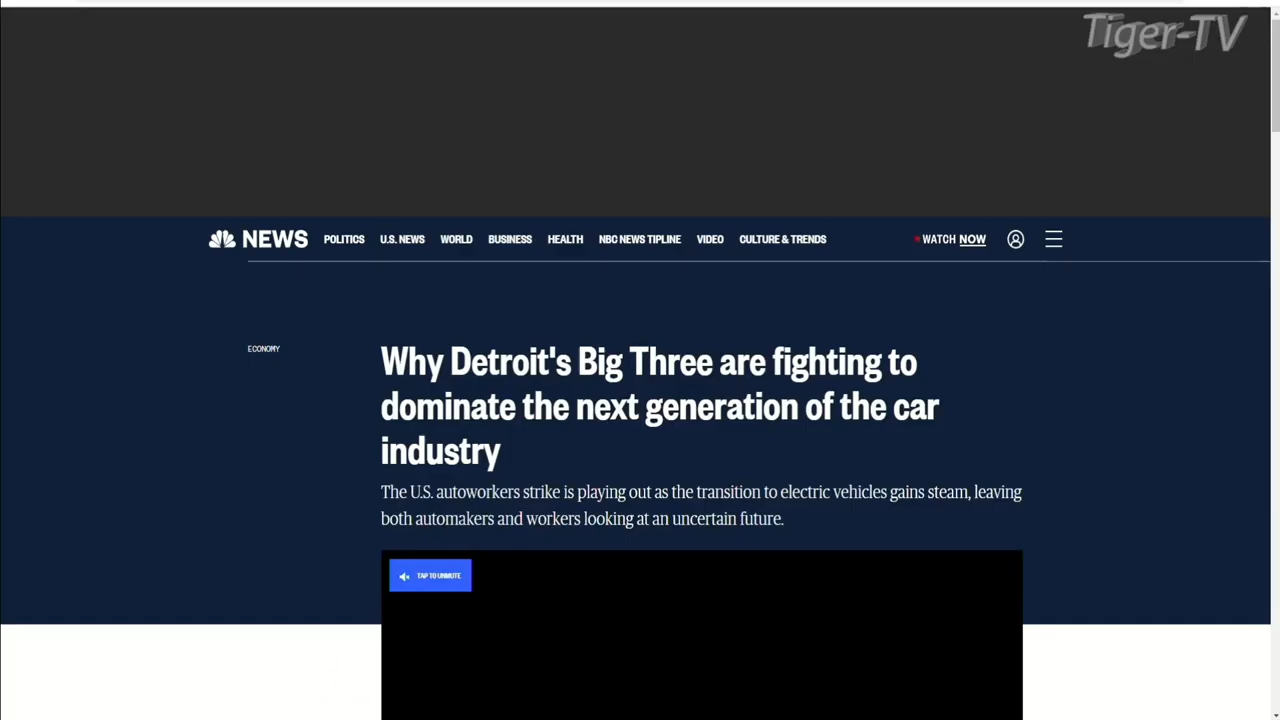 Tiger-TV
NEWS POLITICS U.S. NEWS WORLD BUSINESS HEALTH NBC NEWS TIPLINE VIDEO CULTURE & TRENDS WATCH NOW
ECONOMY
Why Detroit's Big Three are fighting to
dominate the next generation of the car
industry
The U.S. autoworkers strike is playing out as the transition to electric vehicles gains steam, leaving
both automakers and workers looking at an uncertain future.
TAP TO UNMUTE